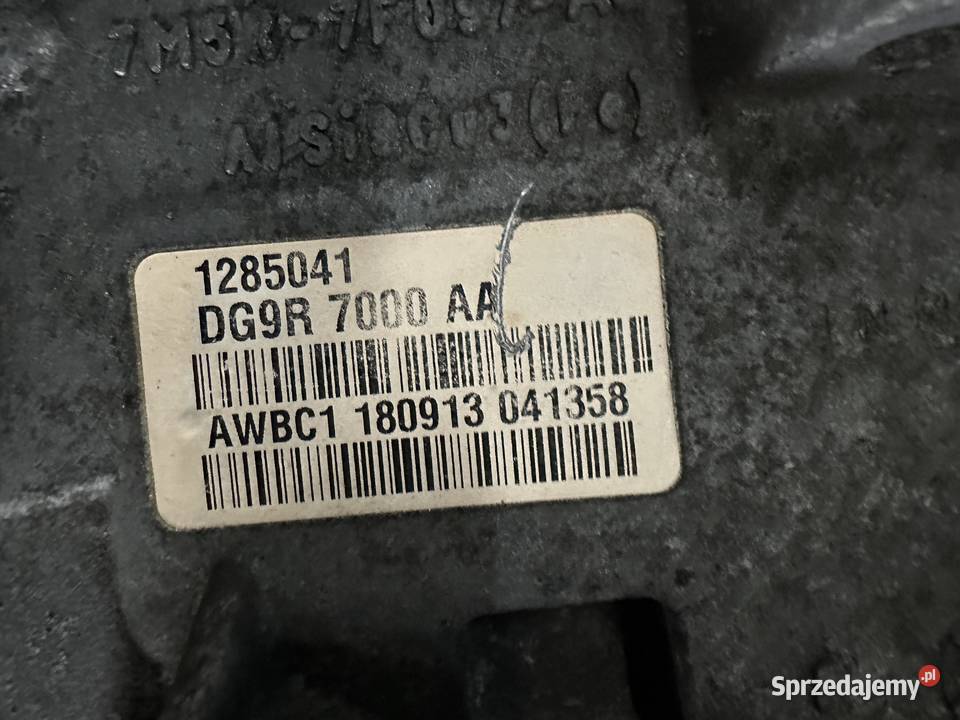 1285041
DG9R 7000 AA
AWBC1 180913 041358
Sprzedajemy.pl